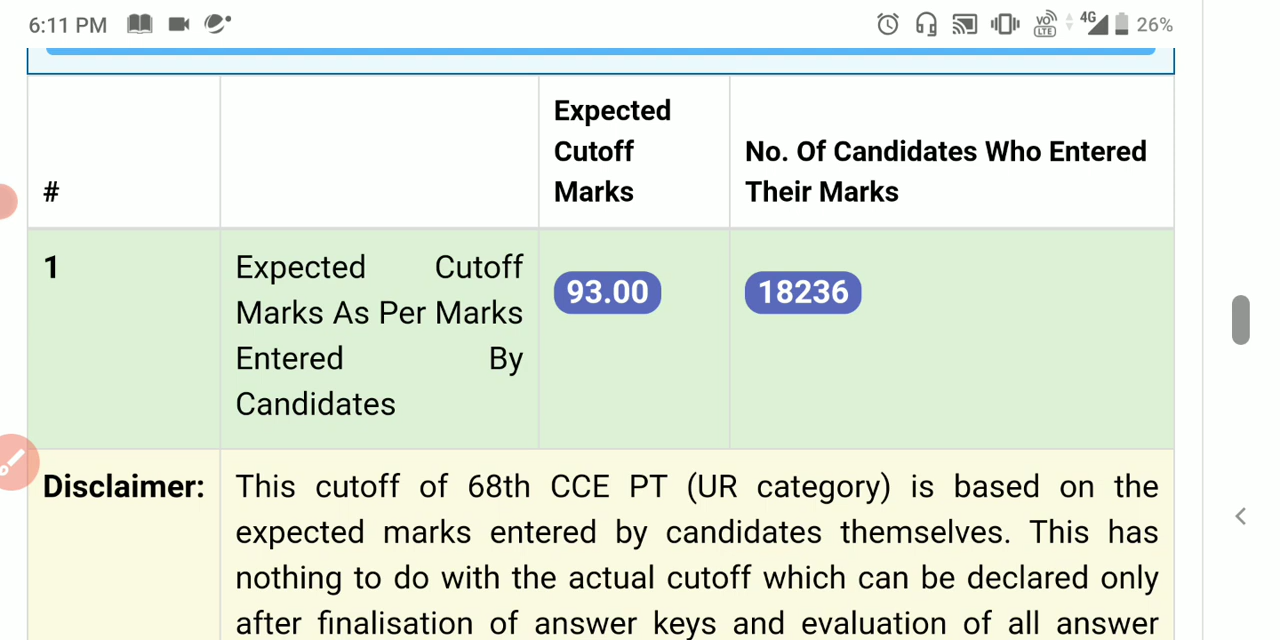 6:11 PM
VO)
LTE
4G
26%
Expected
Cutoff
Marks
No. Of Candidates Who Entered
Their Marks
#
1
Expected Cutoff
Marks As Per Marks
Entered By
Candidates
93.00
18236
Disclaimer:
This cutoff of 68th CCE PT (UR category) is based on the
expected marks entered by candidates themselves. This has
nothing to do with the actual cutoff which can be declared only
after finalisation of answer keys and evaluation of all answer